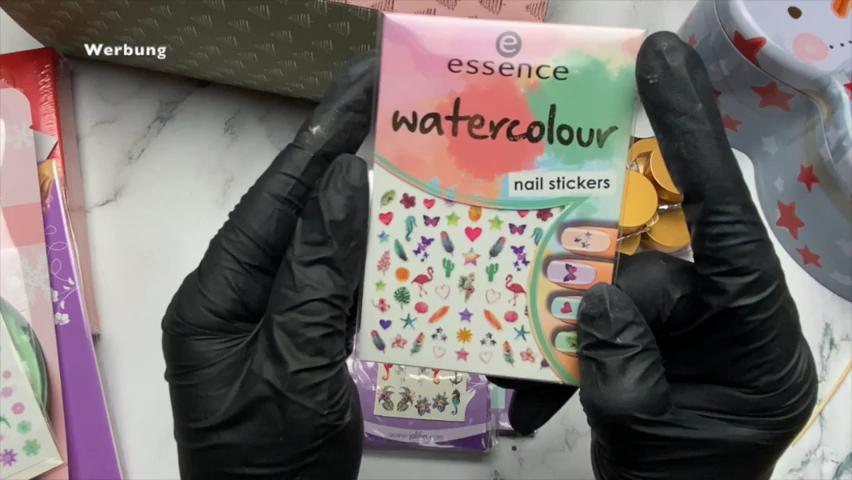 Werbung
e
essence
watercolour
nail stickers